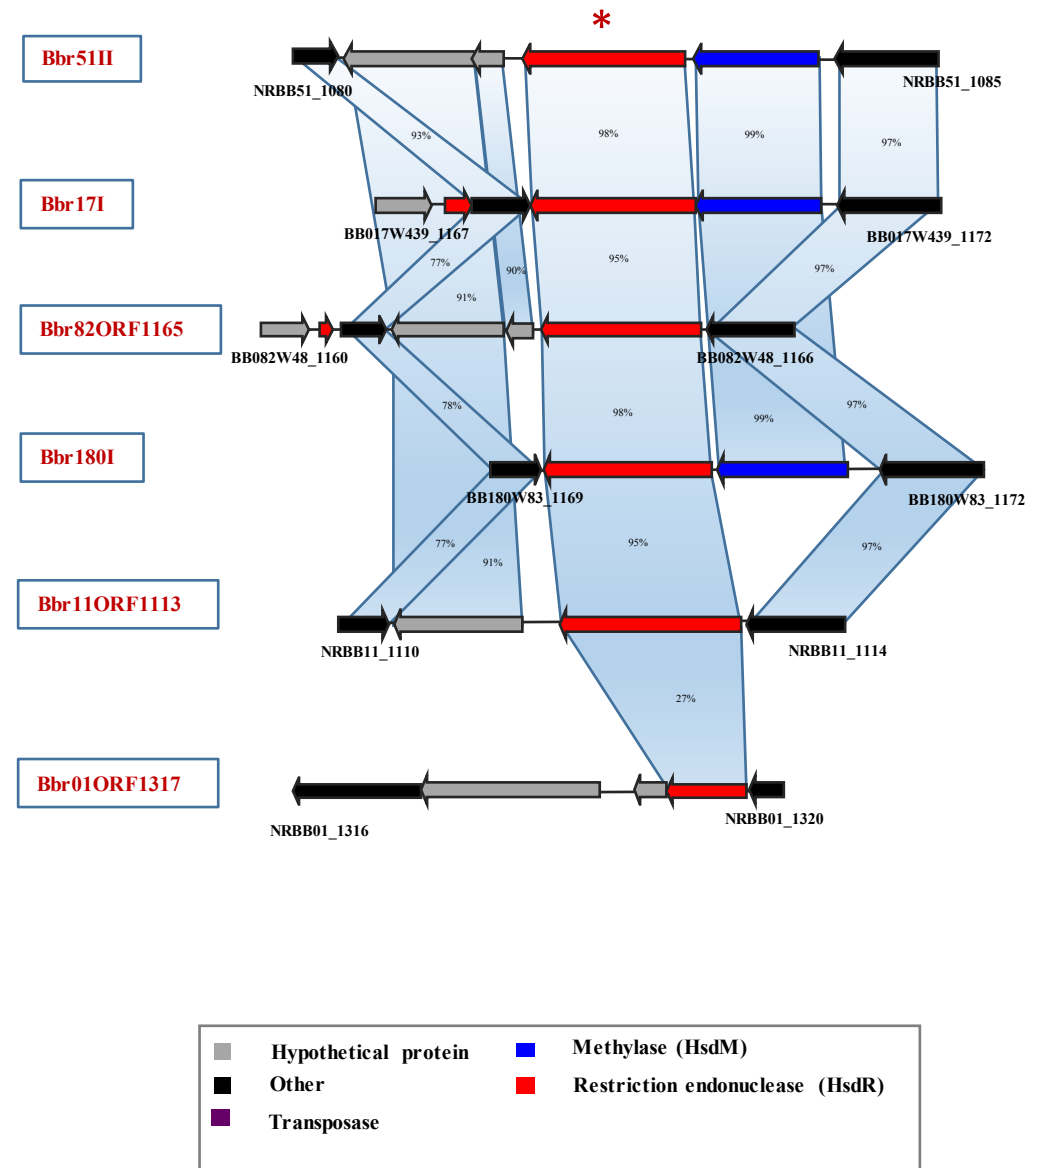 *
Bbr51II
NRBB51_1080
NRBB51_1085
93%
98%
99%
97%
Bbr17I
BB017W439_1167
BB017W439_1172
77%
90%
95%
97%
91%
Bbr82ORF1165
BB082W48_1160
BB082W48_1166
78%
98%
99%
97%
Bbr180I
BB180W83_1169
BB180W83_1172
77%
91%
95%
97%
Bbr11ORF1113
NRBB11_1110
NRBB11_1114
27%
Bbr01ORF1317
NRBB01_1316
NRBB01_1320
Hypothetical protein
Methylase (HsdM)
Other
Restriction endonuclease (HsdR)
Transposase